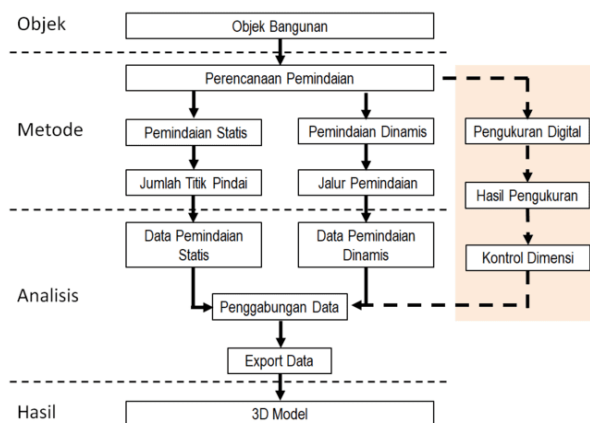 Objek
Objek Bangunan
Perencanaan Pemindaian
Metode
Pemindaian Statis
Pemindaian Dinamis
Pengukuran Digital
Jumlah Titik Pindai
Jalur Pemindaian
Hasil Pengukuran
Data Pemindaian
Statis
Data Pemindaian
Dinamis
Kontrol Dimensi
Analisis
Penggabungan Data
Export Data
Hasil
3D Model